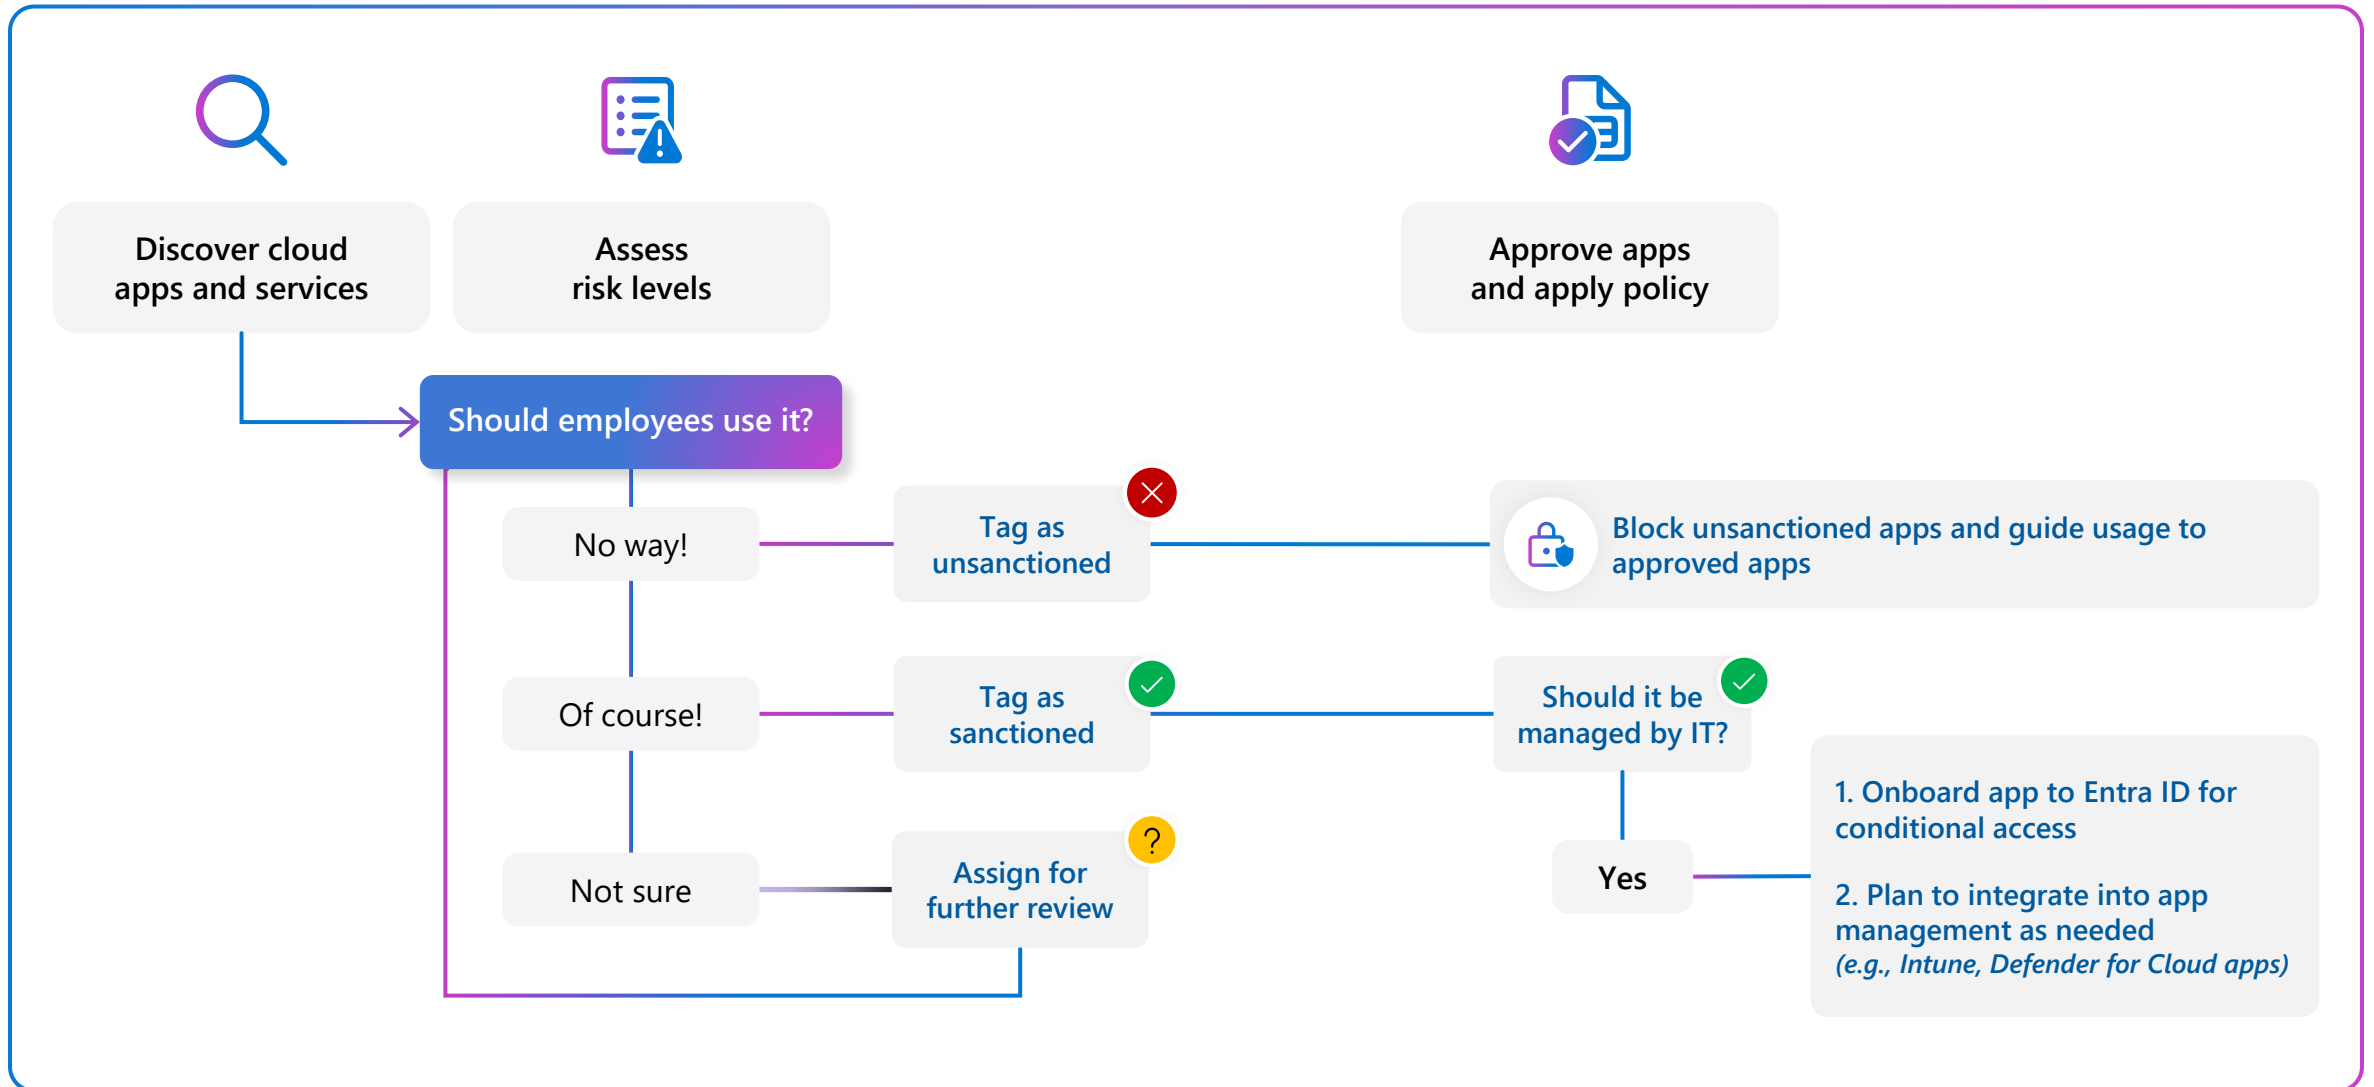 Discover cloud
apps and services
Assess
risk levels
Approve apps
and apply policy
Should employees use it?
No way!
Tag as
unsanctioned
Block unsanctioned apps and guide usage to
approved apps
Of course!
Tag as
sanctioned
Should it be
managed by IT?
Not sure
Assign for
further review
?
Yes
1. Onboard app to Entra ID for
conditional access
2. Plan to integrate into app
management as needed
(e.g., Intune, Defender for Cloud apps)